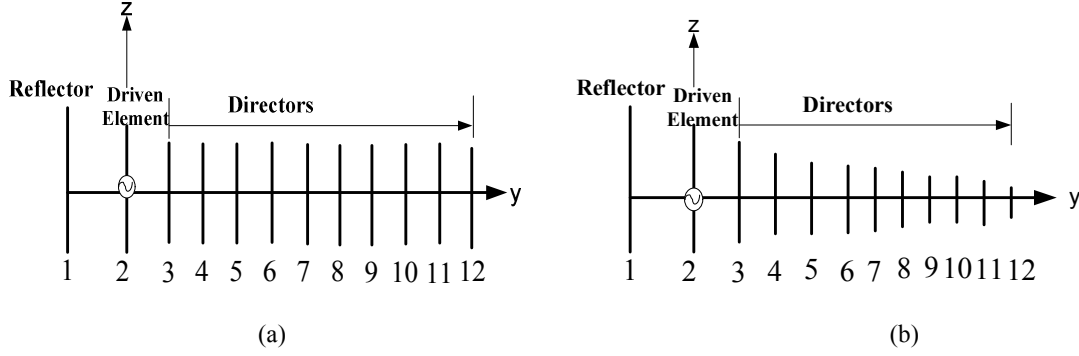 z
Reflector
Driven
Element
Directors
y
1 2 3 4 5 6 7 8 9 10 11 12
(a)
z
Reflector
Driven
Element
Directors
y
1 2 3 4 5 6 7 8 9 10 11 12
(b)